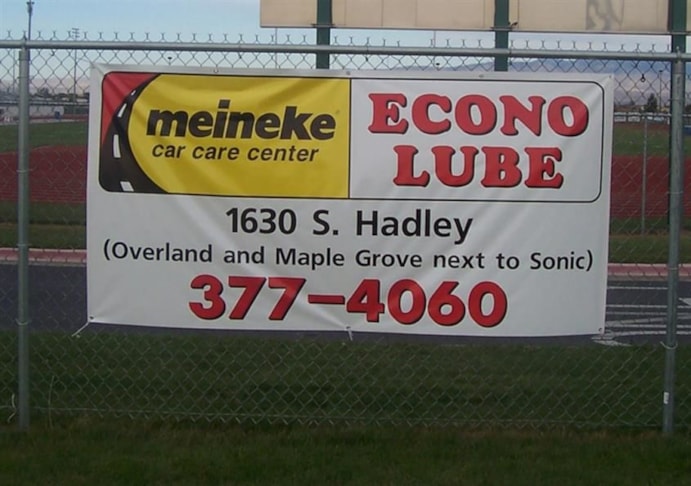 meineke
car care center
ECONO
LUBE
1630 S. Hadley
(Overland and Maple Grove next to Sonic)
377-4060